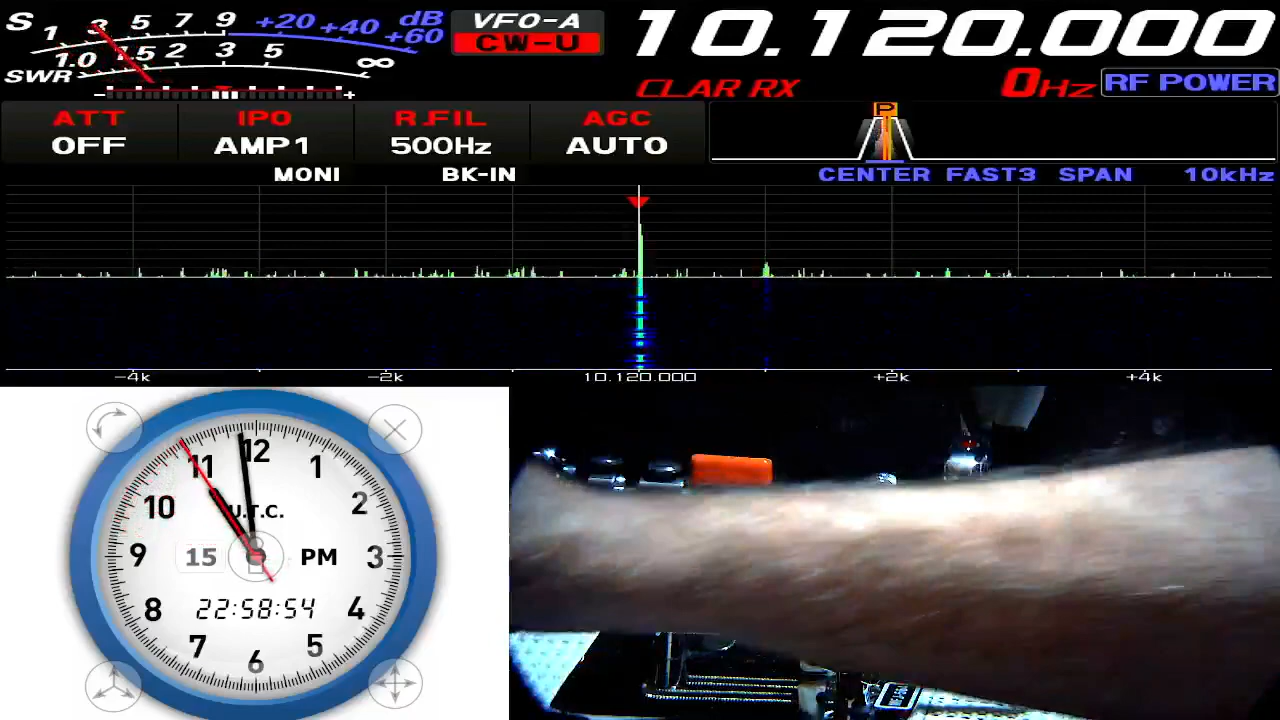 S 1 3 5 7 9 +20 +40 +60 dB
1.0 1.5 2 3 5 ∞
SWR
- +
VFO-A
CW-U
10.120.000
CLAR RX 0Hz RF POWER
ATT IPO R.FIL AGC
OFF AMP1 500Hz AUTO
P
MONI BK-IN CENTER FAST3 SPAN 10kHz
-4k -2k 10.120.000 +2k +4k
12
11 1
10 2
U.T.C.
9 15 PM 3
22:58:54
8 4
7 5
6